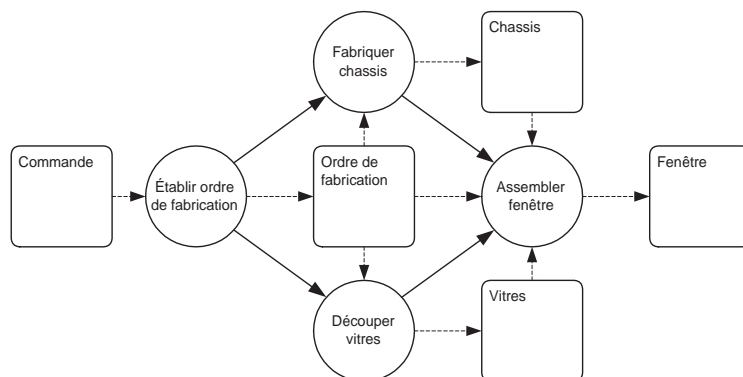 Fabriquer
chassis
Chassis
Commande
Établir ordre
de fabrication
Ordre de
fabrication
Assembler
fenêtre
Fenêtre
Découper
vitres
Vitres